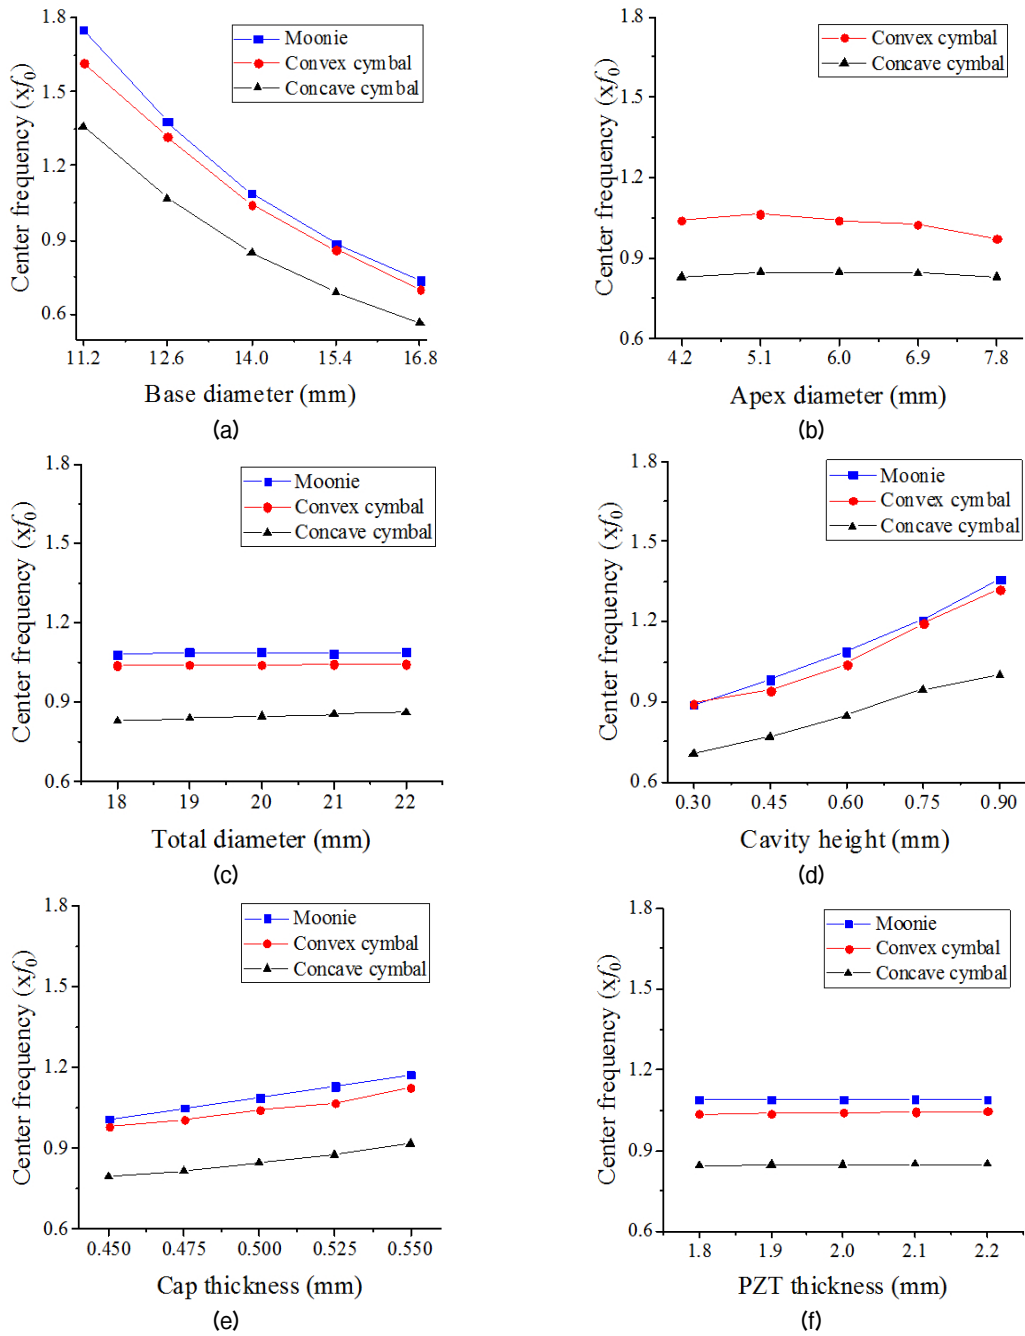 1.8
1.5
1.2
0.9
0.6
Center frequency (xf₀)
Moonie
Convex cymbal
Concave cymbal
11.2 12.6 14.0 15.4 16.8
Base diameter (mm)
(a)
1.8
1.5
1.2
0.9
0.6
Center frequency (xf₀)
Convex cymbal
Concave cymbal
4.2 5.1 6.0 6.9 7.8
Apex diameter (mm)
(b)
1.8
1.5
1.2
0.9
0.6
Center frequency (xf₀)
Moonie
Convex cymbal
Concave cymbal
18 19 20 21 22
Total diameter (mm)
(c)
1.8
1.5
1.2
0.9
0.6
Center frequency (xf₀)
Moonie
Convex cymbal
Concave cymbal
0.30 0.45 0.60 0.75 0.90
Cavity height (mm)
(d)
1.8
1.5
1.2
0.9
0.6
Center frequency (xf₀)
Moonie
Convex cymbal
Concave cymbal
0.450 0.475 0.500 0.525 0.550
Cap thickness (mm)
(e)
1.8
1.5
1.2
0.9
0.6
Center frequency (xf₀)
Moonie
Convex cymbal
Concave cymbal
1.8 1.9 2.0 2.1 2.2
PZT thickness (mm)
(f)